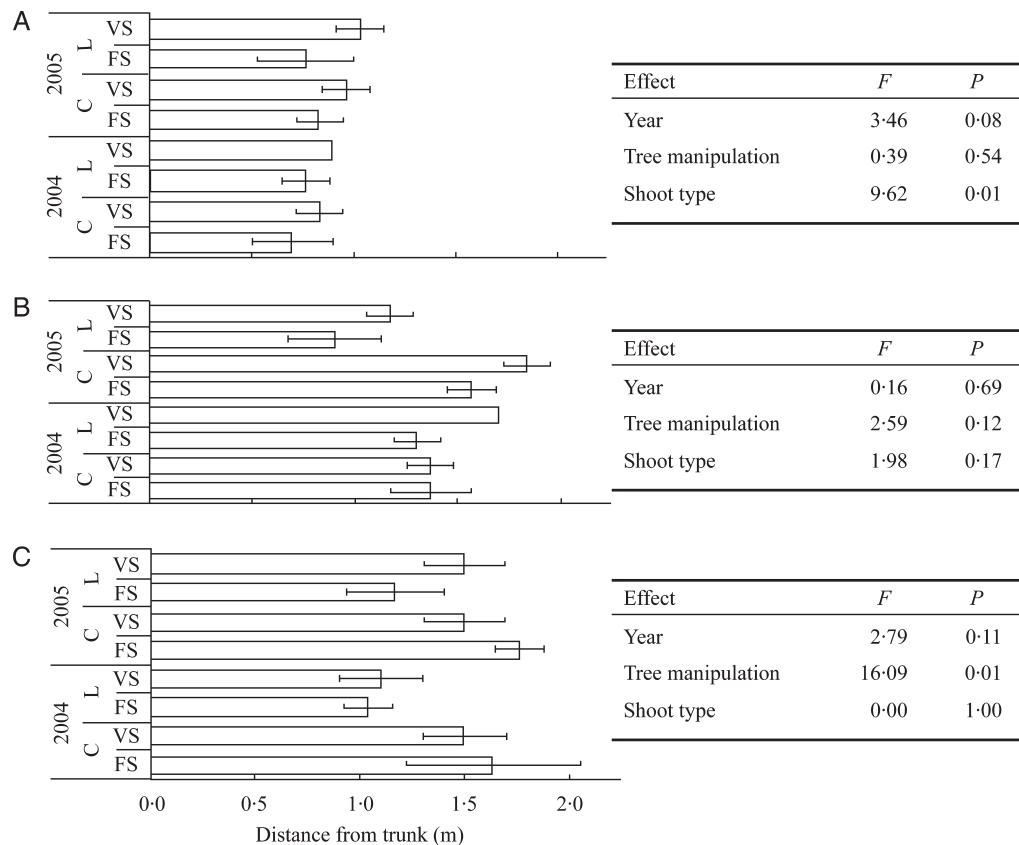 A
2005
L
VS
FS
C
VS
FS
2004
L
VS
FS
C
VS
FS
Effect F P
Year 3·46 0·08
Tree manipulation 0·39 0·54
Shoot type 9·62 0·01
B
2005
L
VS
FS
C
VS
FS
2004
L
VS
FS
C
VS
FS
Effect F P
Year 0·16 0·69
Tree manipulation 2·59 0·12
Shoot type 1·98 0·17
C
2005
L
VS
FS
C
VS
FS
2004
L
VS
FS
C
VS
FS
Effect F P
Year 2·79 0·11
Tree manipulation 16·09 0·01
Shoot type 0·00 1·00
0·0 0·5 1·0 1·5 2·0
Distance from trunk (m)